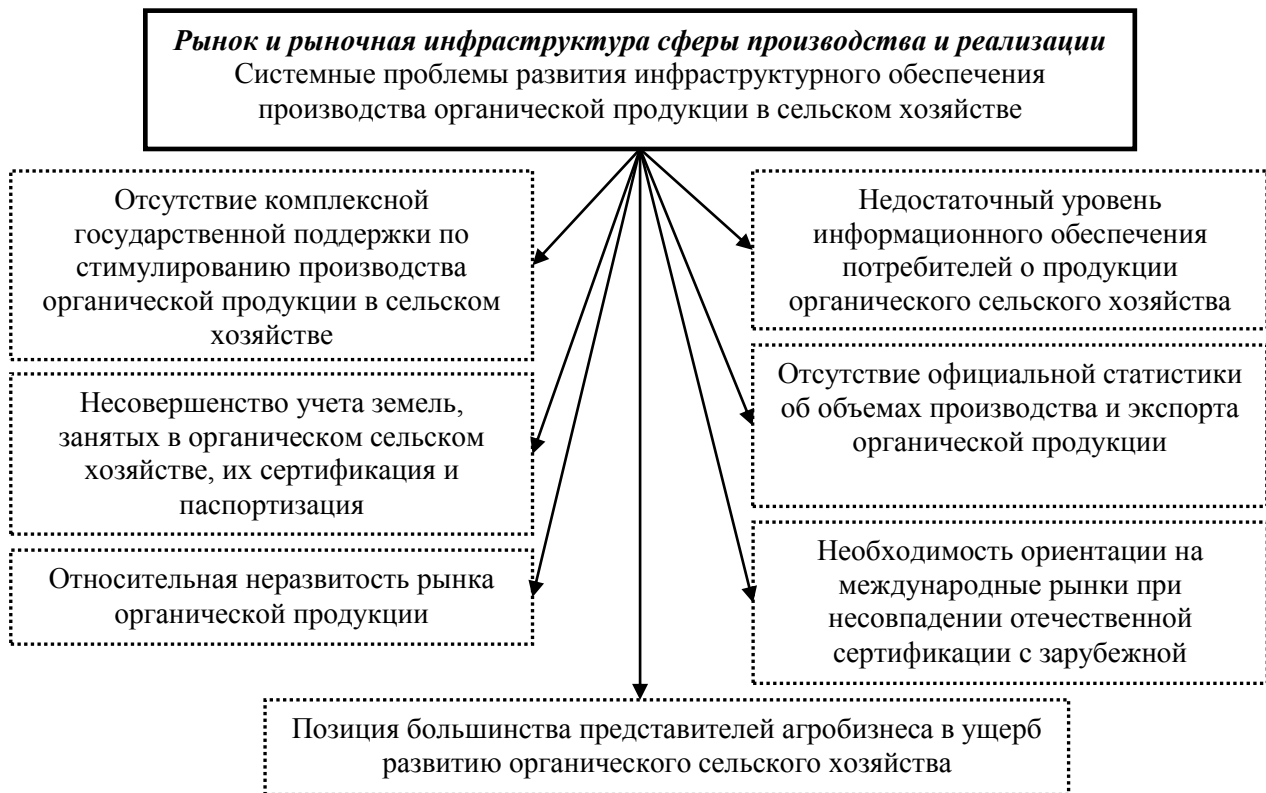 Рынок и рыночная инфраструктура сферы производства и реализации
Системные проблемы развития инфраструктурного обеспечения
производства органической продукции в сельском хозяйстве
Отсутствие комплексной
государственной поддержки по
стимулированию производства
органической продукции в сельском
хозяйстве
Несовершенство учета земель,
занятых в органическом сельском
хозяйстве, их сертификация и
паспортизация
Относительная неразвитость рынка
органической продукции
Недостаточный уровень
информационного обеспечения
потребителей о продукции
органического сельского хозяйства
Отсутствие официальной статистики
об объемах производства и экспорта
органической продукции
Необходимость ориентации на
международные рынки при
несовпадении отечественной
сертификации с зарубежной
Позиция большинства представителей агробизнеса в ущерб
развитию органического сельского хозяйства